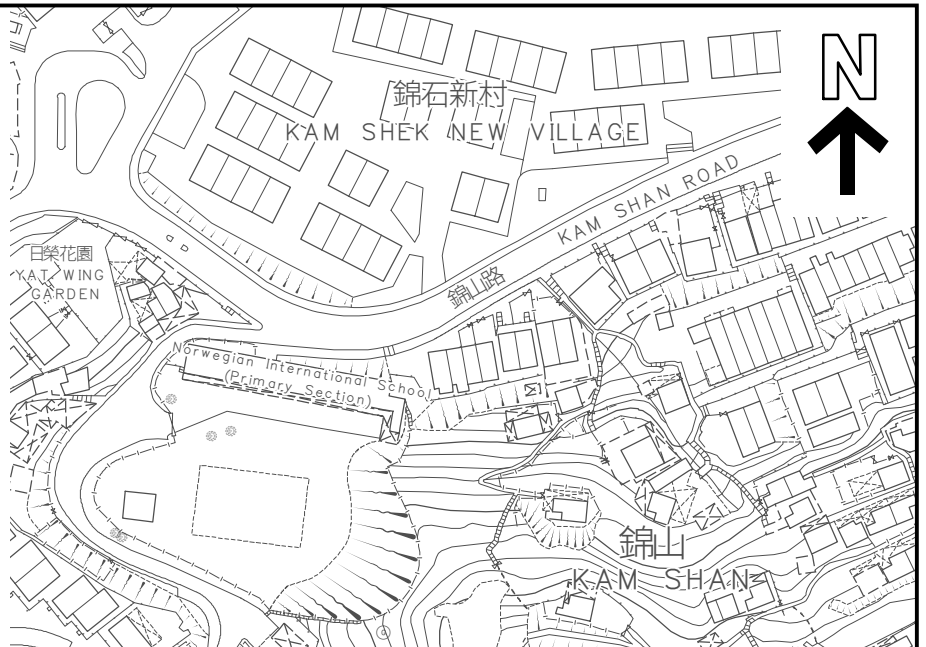 N
錦石新村
KAM SHEK NEW VILLAGE
KAM SHAN ROAD
錦山路
日榮花園
YAT WING
GARDEN
Norwegian International School
(Primary Section)
錦山
KAM SHAN